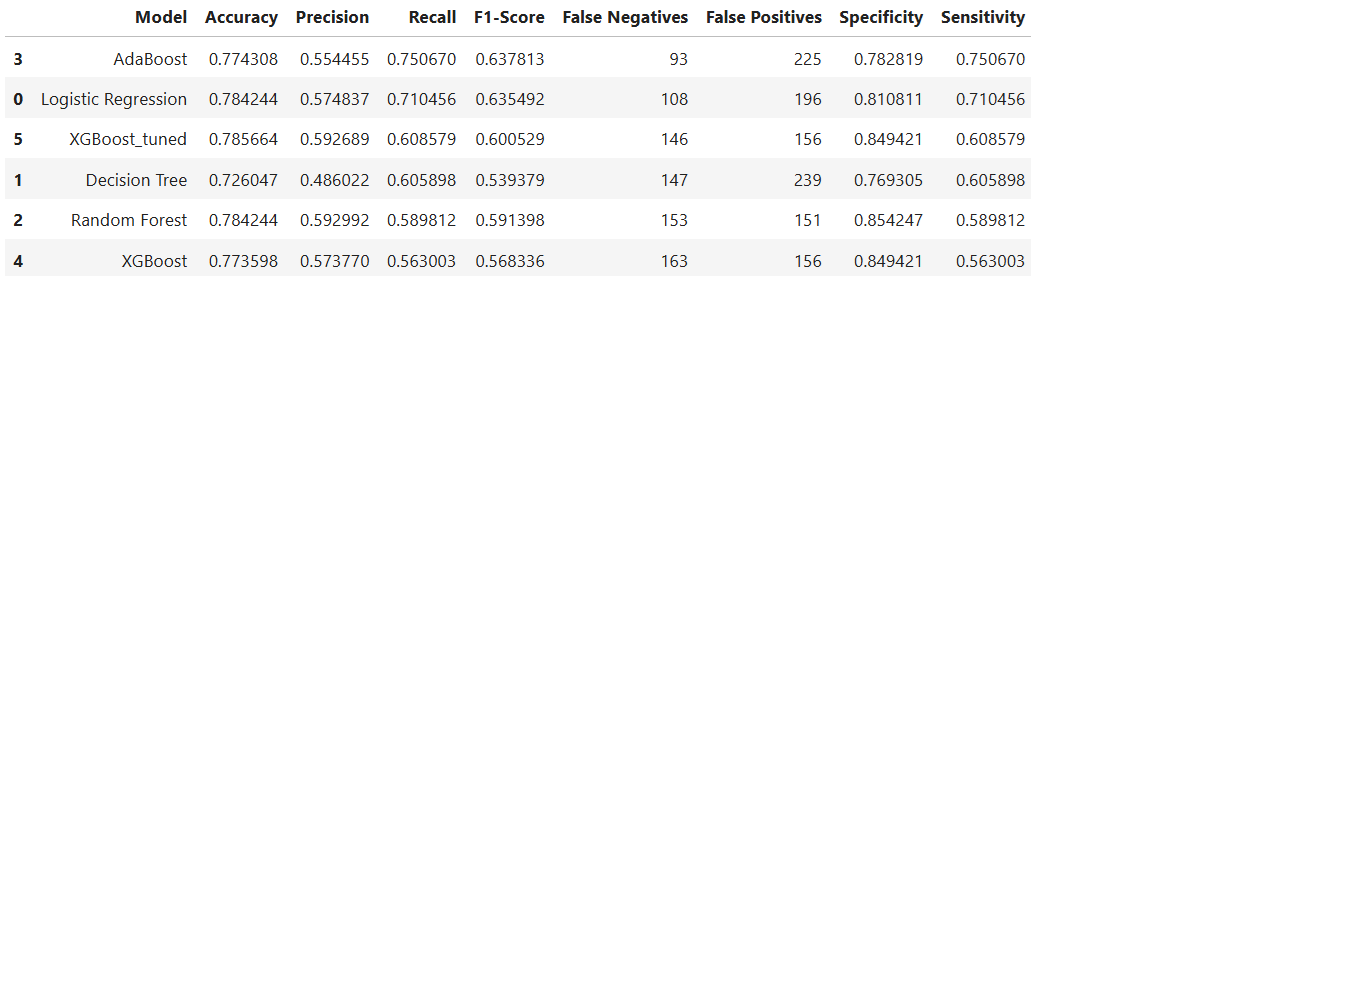 Model Accuracy Precision Recall F1-Score False Negatives False Positives Specificity Sensitivity
3 AdaBoost 0.774308 0.554455 0.750670 0.637813 93 225 0.782819 0.750670
0 Logistic Regression 0.784244 0.574837 0.710456 0.635492 108 196 0.810811 0.710456
5 XGBoost_tuned 0.785664 0.592689 0.608579 0.600529 146 156 0.849421 0.608579
1 Decision Tree 0.726047 0.486022 0.605898 0.539379 147 239 0.769305 0.605898
2 Random Forest 0.784244 0.592992 0.589812 0.591398 153 151 0.854247 0.589812
4 XGBoost 0.773598 0.573770 0.563003 0.568336 163 156 0.849421 0.563003